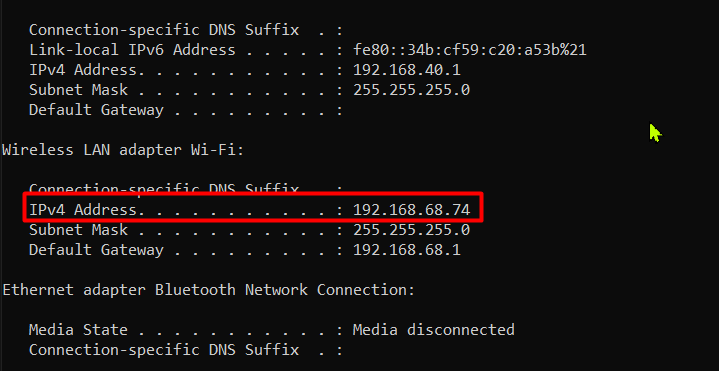 Connection-specific DNS Suffix  . :
Link-local IPv6 Address . . . . . : fe80::34b:cf59:c20:a53b%21
IPv4 Address. . . . . . . . . . . : 192.168.40.1
Subnet Mask . . . . . . . . . . . : 255.255.255.0
Default Gateway . . . . . . . . . :
Wireless LAN adapter Wi-Fi:
Connection-specific DNS Suffix  . :
IPv4 Address. . . . . . . . . . . : 192.168.68.74
Subnet Mask . . . . . . . . . . . : 255.255.255.0
Default Gateway . . . . . . . . . : 192.168.68.1
Ethernet adapter Bluetooth Network Connection:
Media State . . . . . . . . . . . : Media disconnected
Connection-specific DNS Suffix  . :